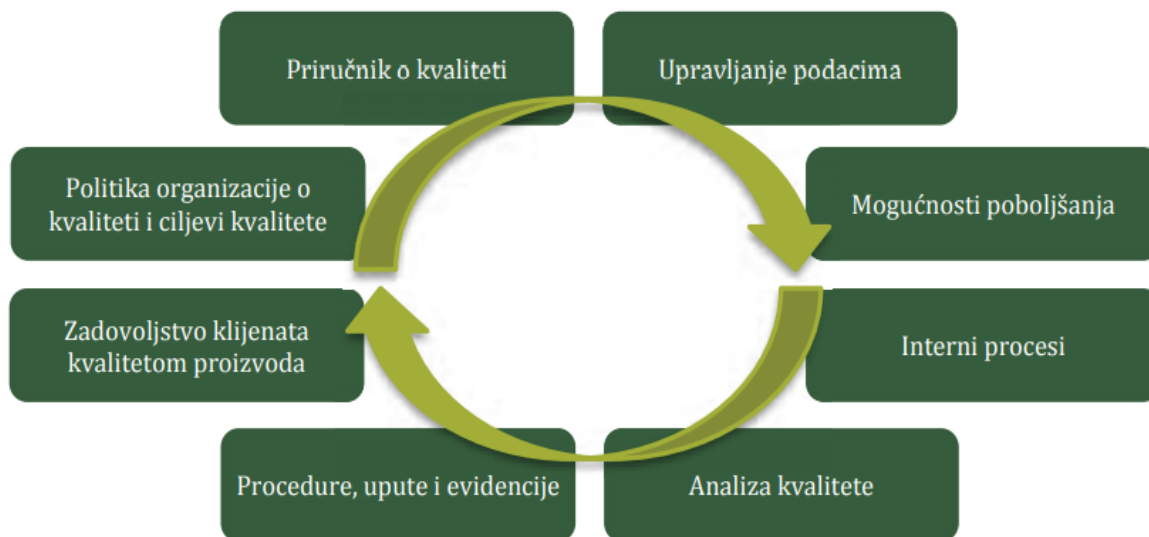 Priručnik o kvaliteti
Upravljanje podacima
Politika organizacije o
kvaliteti i ciljevi kvalitete
Mogućnosti poboljšanja
Zadovoljstvo klijenata
kvalitetom proizvoda
Interni procesi
Procedure, upute i evidencije
Analiza kvalitete